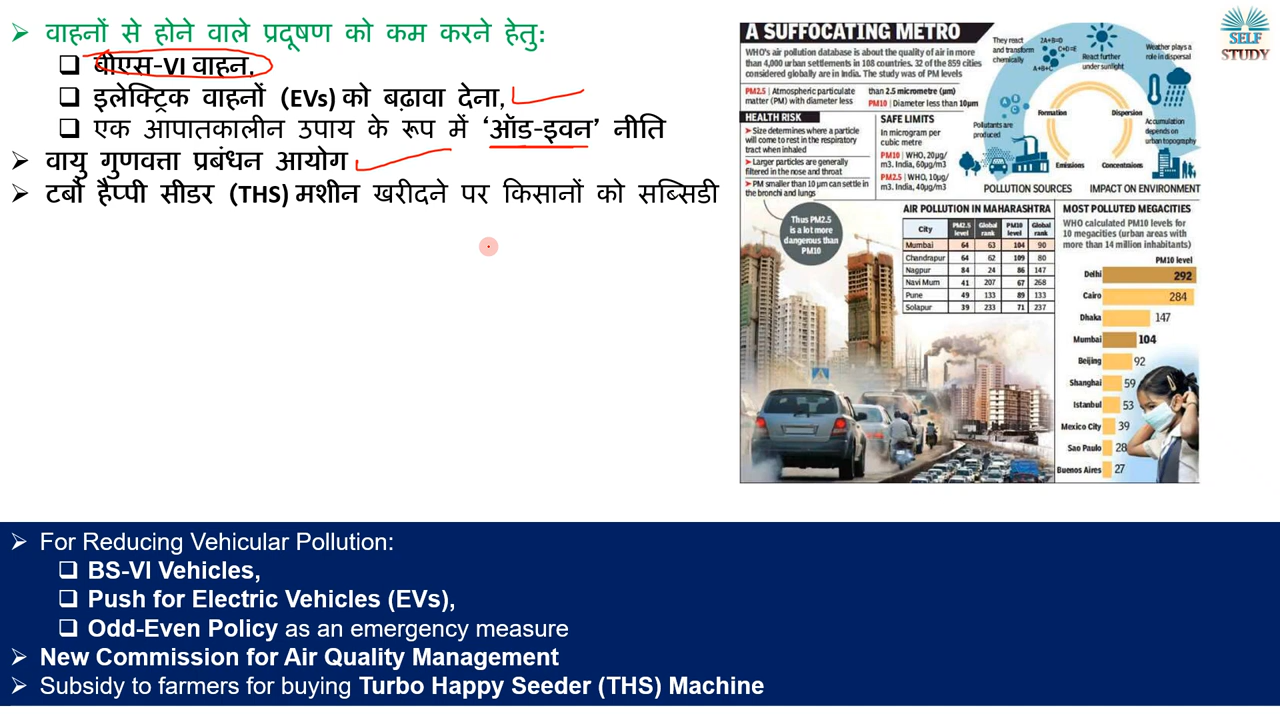 ➢ वाहनों से होने वाले प्रदूषण को कम करने हेतु:
❑ बीएस-VI वाहन,
❑ इलेक्ट्रिक वाहनों (EVs) को बढ़ावा देना,
❑ एक आपातकालीन उपाय के रूप में ‘ऑड-इवन’ नीति
➢ वायु गुणवत्ता प्रबंधन आयोग
➢ टर्बो हैप्पी सीडर (THS) मशीन खरीदने पर किसानों को सब्सिडी
A SUFFOCATING METRO
WHO's air pollution database is about the quality of air in more
than 4,000 urban settlements in 108 countries. 32 of the 859 cities
considered globally are in India. The study was of PM levels
PM2.5 | Atmospheric particulate
matter (PM) with diameter less
than 2.5 micrometre (µm)
PM10 | Diameter less than 10µm
HEALTH RISK
➤ Size determines where a particle
will come to rest in the respiratory
tract when inhaled
➤ Larger particles are generally
filtered in the nose and throat
➤ PM smaller than 10 µm can settle in
the bronchi and lungs
SAFE LIMITS
In microgram per
cubic metre
PM10 | WHO, 20µg/
m3. India, 60µg/m3
PM2.5 | WHO, 10µg/
m3. India, 40µg/m3
They react
and transform
chemically
2A+B=D
C+D=E
A+B=C
React further
under sunlight
Weather plays a
role in dispersal
A
B
C
Pollutants are
produced
Formation
Dispersion
Emissions
Concentraions
Accumulation
depends on
urban topography
POLLUTION SOURCES
IMPACT ON ENVIRONMENT
SELF
STUDY
Thus PM2.5
is a lot more
dangerous than
PM10
AIR POLLUTION IN MAHARASHTRA
City PM2.5 level Global rank PM10 level Global rank
Mumbai 64 63 104 90
Chandrapur 64 62 109 80
Nagpur 84 24 86 147
Navi Mum 41 207 67 268
Pune 49 133 89 133
Solapur 39 233 71 237
MOST POLLUTED MEGACITIES
WHO calculated PM10 levels for
10 megacities (urban areas with
more than 14 million inhabitants)
PM10 level
Delhi 292
Cairo 284
Dhaka 147
Mumbai 104
Beijing 92
Shanghai 59
Istanbul 53
Mexico City 39
Sao Paulo 28
Buenos Aires 27
➢ For Reducing Vehicular Pollution:
❑ BS-VI Vehicles,
❑ Push for Electric Vehicles (EVs),
❑ Odd-Even Policy as an emergency measure
➢ New Commission for Air Quality Management
➢ Subsidy to farmers for buying Turbo Happy Seeder (THS) Machine